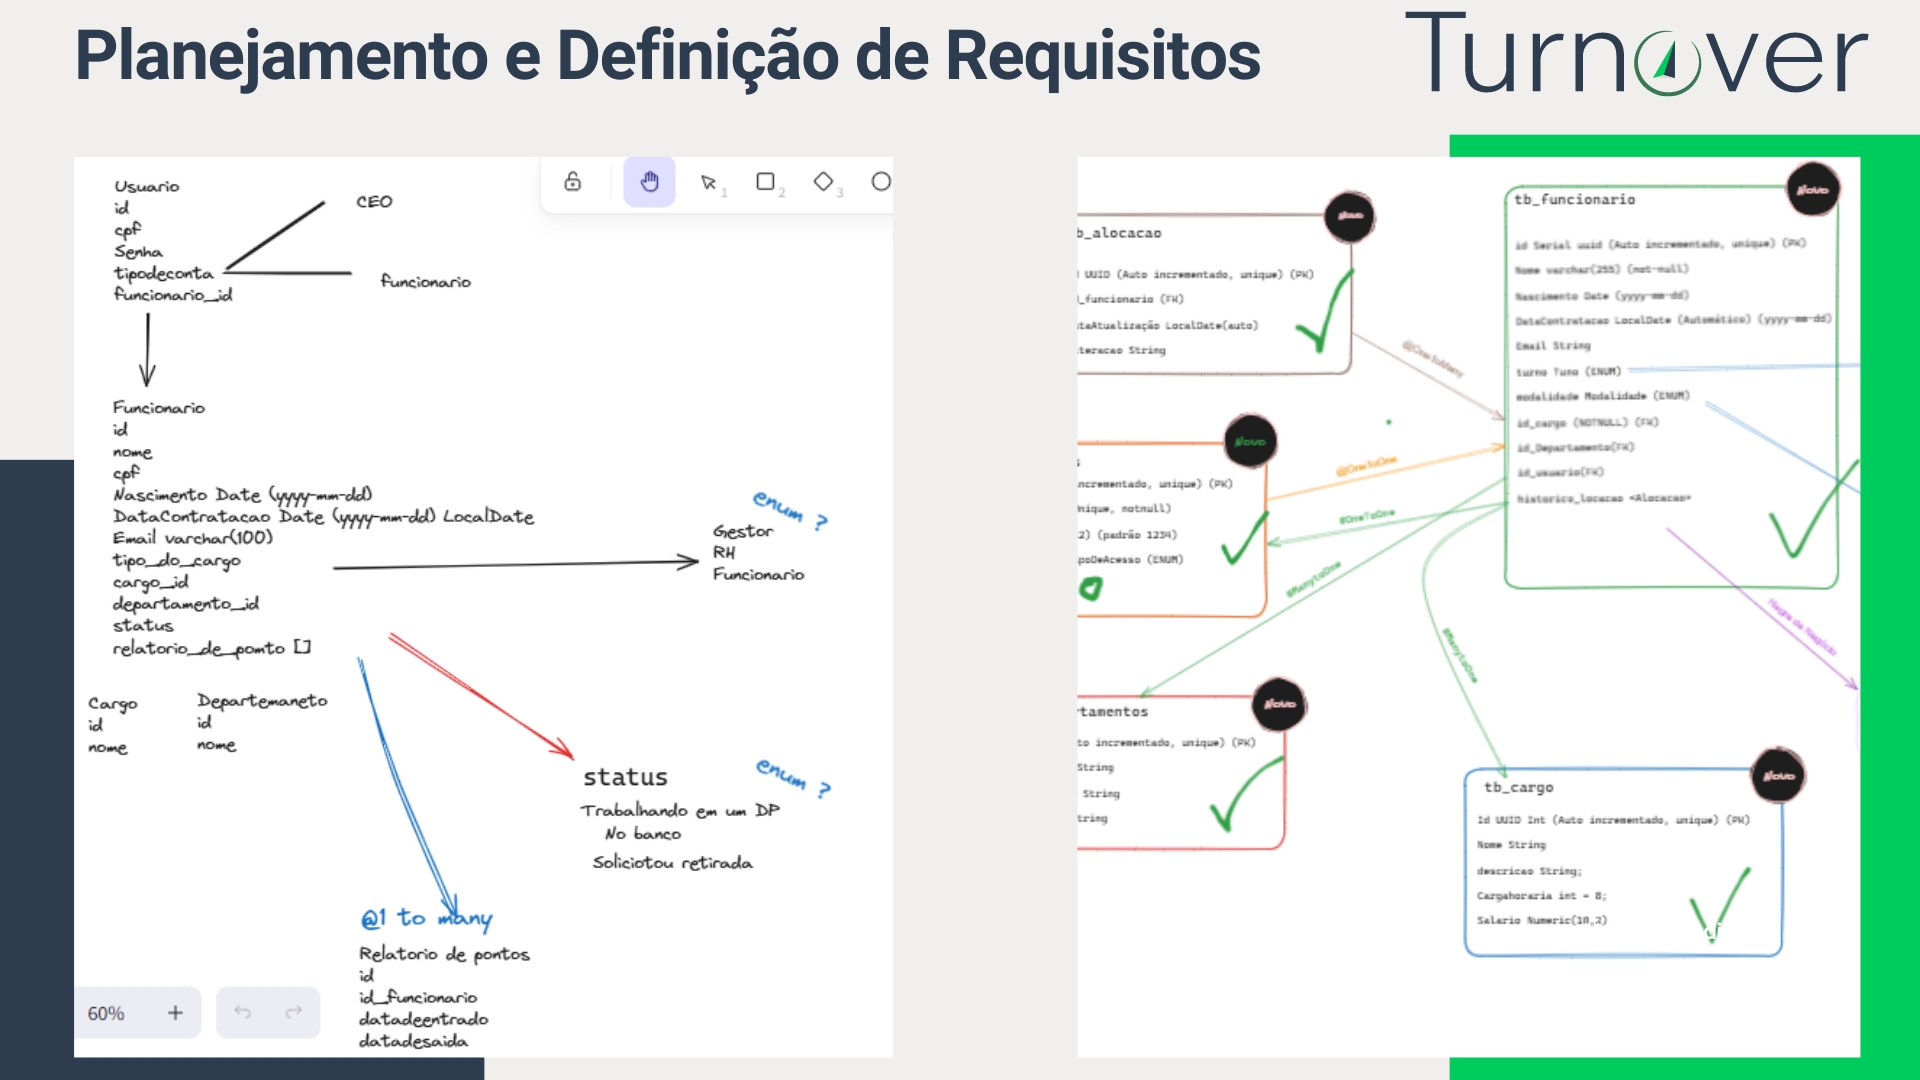 Planejamento e Definição de Requisitos
Turnover
Usuario
id
cpf
Senha
tipodeconta
funcionario_id
CEO
funcionario
1
2
3
Funcionario
id
nome
cpf
Nascimento Date (yyyy-mm-dd)
DataContratacao Date (yyyy-mm-dd) LocalDate
Email varchar(100)
tipo_do_cargo
cargo_id
departamento_id
status
relatorio_de_ponto []
enum ?
Gestor
RH
Funcionario
Cargo
id
nome
Departemaneto
id
nome
status
enum ?
Trabalhando em um DP
No banco
Soliciotou retirada
@1 to many
Relatorio de pontos
id
id_funcionario
datadeentrado
datadesaida
60%
b_alocacao
Novo
UUID (Auto incrementado, unique) (PK)
_funcionario (FK)
taAtualização LocalDate(auto)
teracao String
@OneToMany
Novo
s
ncrementado, unique) (PK)
nique, notnull)
2) (padrão 1234)
poDeAcesso (ENUM)
@OneToOne
@OneToOne
@ManytoOne
@ManytoOne
Novo
rtamentos
to incrementado, unique) (PK)
String
String
tring
Novo
tb_funcionario
id Serial uuid (Auto incrementado, unique) (PK)
Nome varchar(255) (not-null)
Nascimento Date (yyyy-mm-dd)
DataContratacao LocalDate (Automático) (yyyy-mm-dd)
Email String
turno Tuno (ENUM)
modalidade Modalidade (ENUM)
id_cargo (NOTNULL) (FK)
id_Departamento(FK)
id_usuario(FK)
historico_locacao <Alocacao>
Regra de Negócio
Novo
tb_cargo
Id UUID Int (Auto incrementado, unique) (PK)
Nome String
descricao String;
Cargahoraria int = 8;
Salario Numeric(10,2)